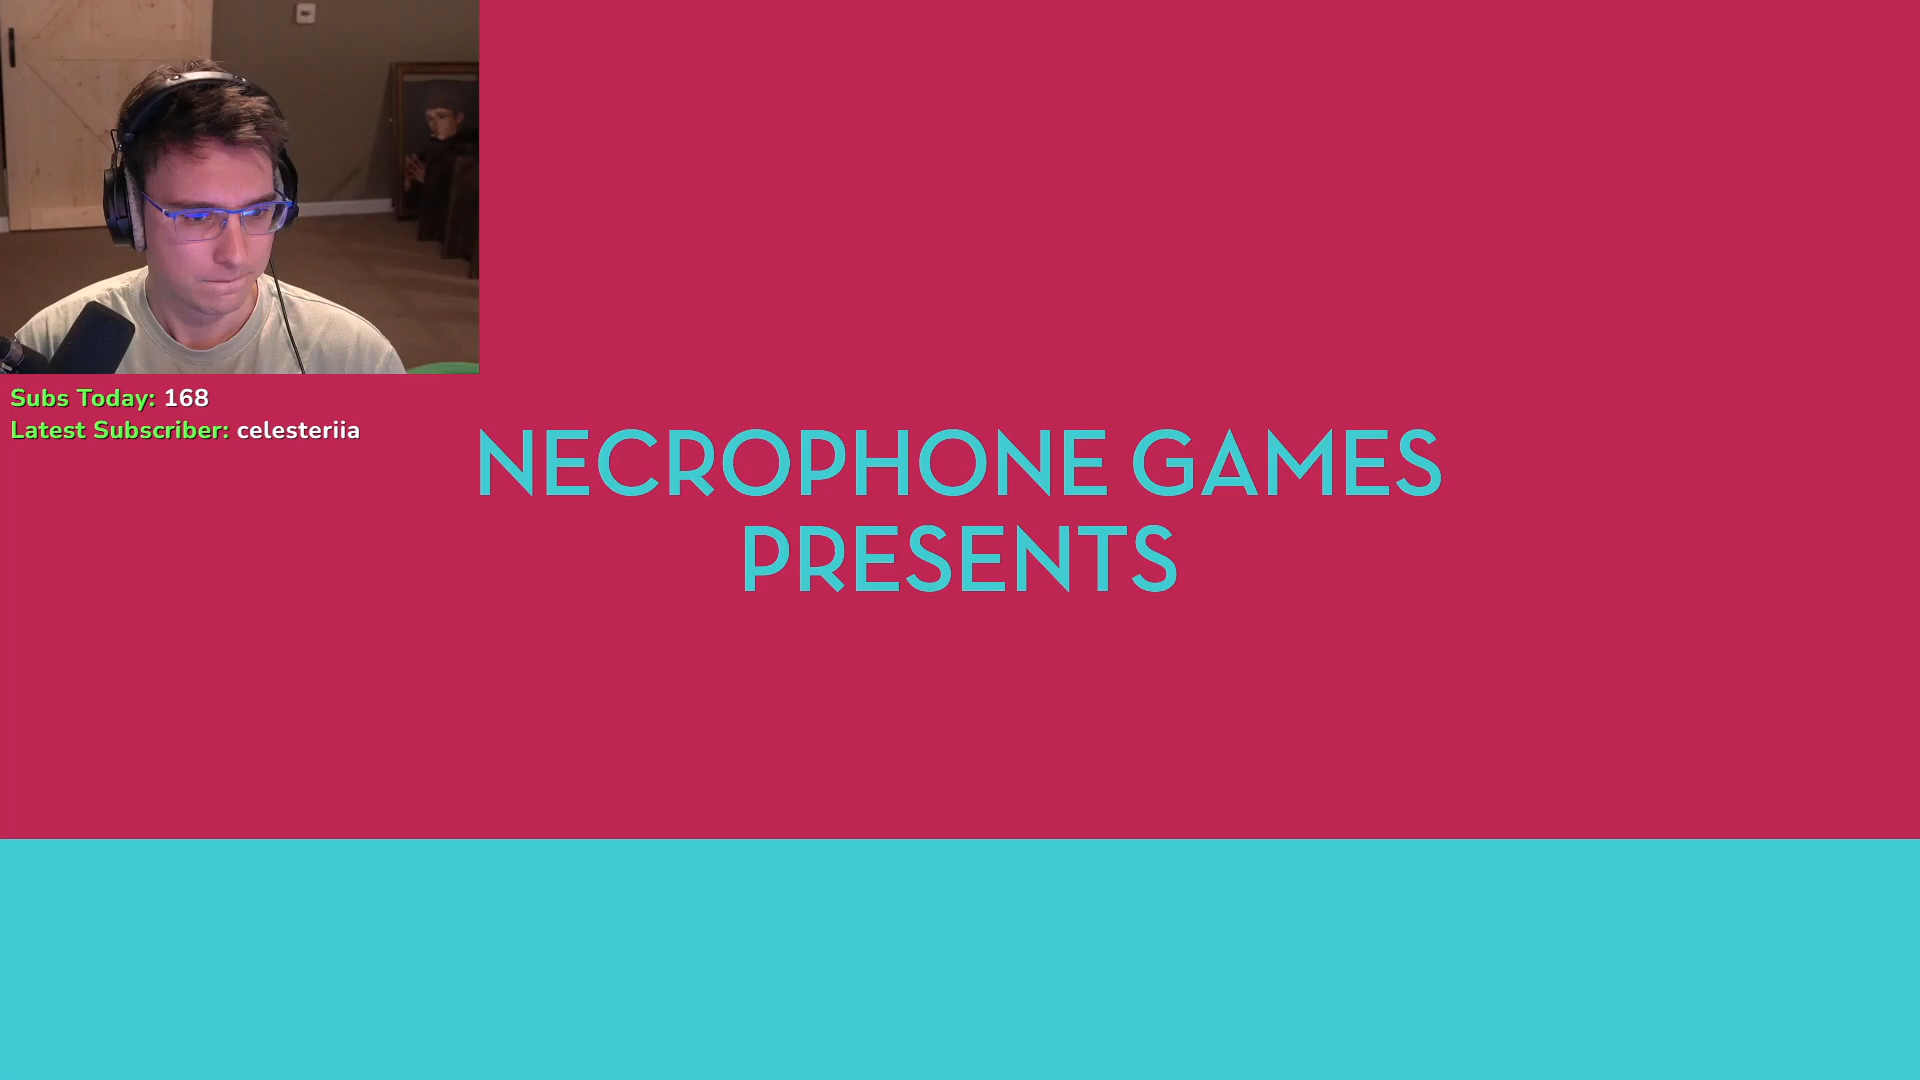 Subs Today: 168
Latest Subscriber: celesteriia
NECROPHONE GAMES
PRESENTS